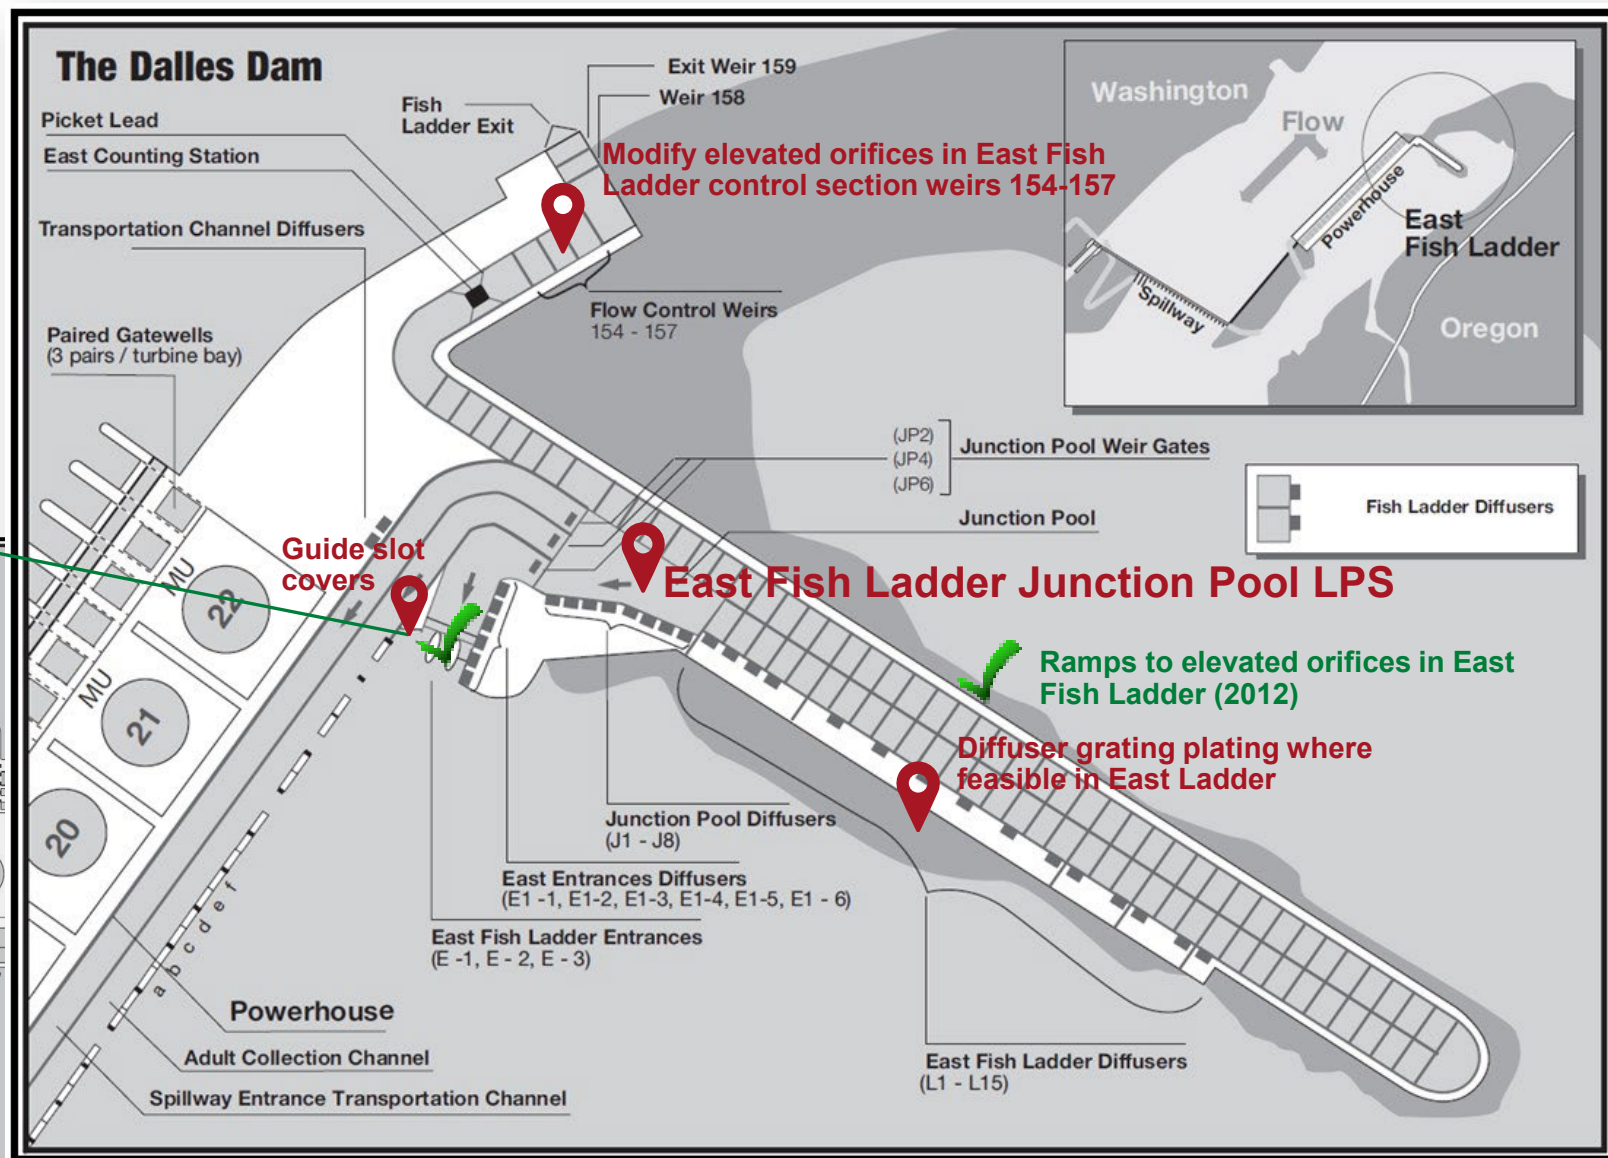 The Dalles Dam
Picket Lead
East Counting Station
Transportation Channel Diffusers
Paired Gatewells
(3 pairs / turbine bay)
Fish
Ladder Exit
Exit Weir 159
Weir 158
Modify elevated orifices in East Fish
Ladder control section weirs 154-157
Flow Control Weirs
154 - 157
Washington
Flow
Powerhouse
East
Fish Ladder
Spillway
Oregon
(JP2)
(JP4)
(JP6)
Junction Pool Weir Gates
Junction Pool
Fish Ladder Diffusers
Guide slot
covers
East Fish Ladder Junction Pool LPS
MU
22
MU
21
20
Ramps to elevated orifices in East
Fish Ladder (2012)
Diffuser grating plating where
feasible in East Ladder
Junction Pool Diffusers
(J1 - J8)
East Entrances Diffusers
(E1 -1, E1-2, E1-3, E1-4, E1-5, E1 - 6)
East Fish Ladder Entrances
(E -1, E - 2, E - 3)
a b c d e f
Powerhouse
Adult Collection Channel
Spillway Entrance Transportation Channel
East Fish Ladder Diffusers
(L1 - L15)